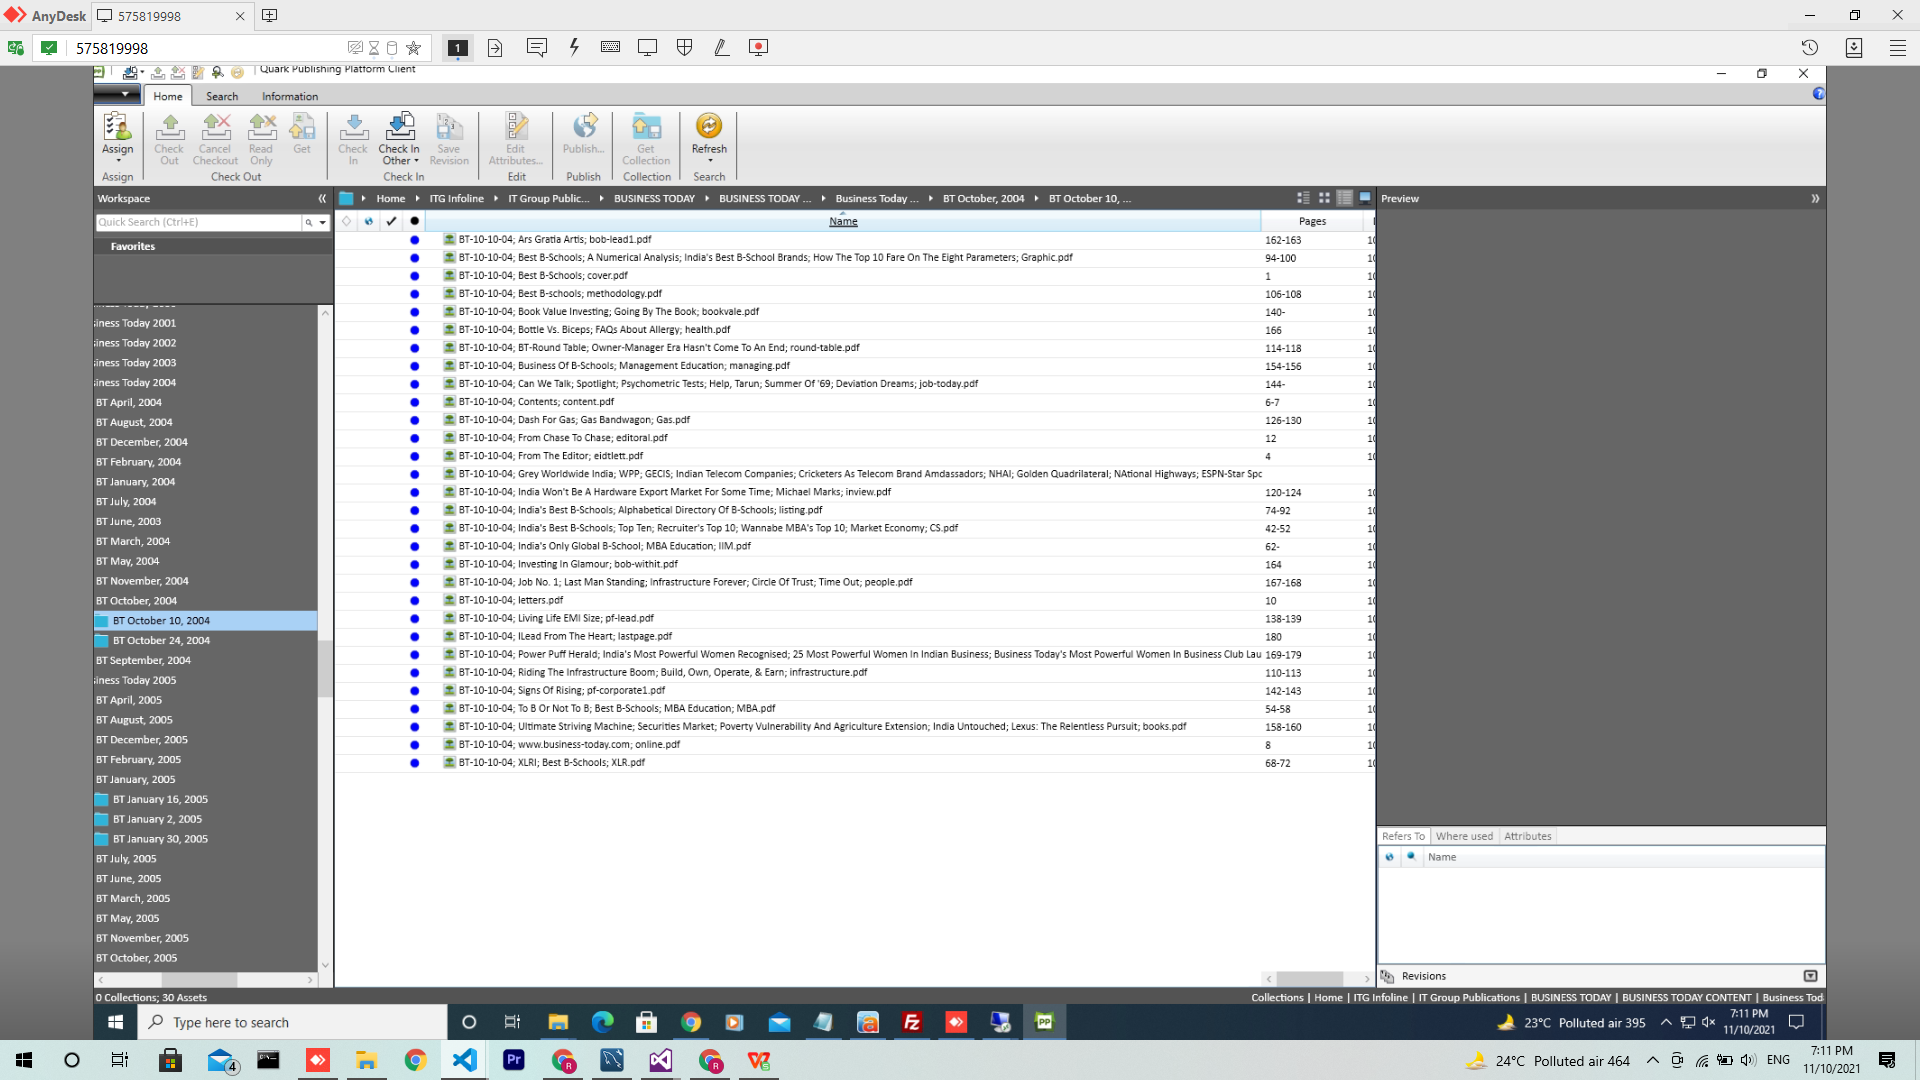 AnyDesk 575819998
575819998 1
Quark Publishing Platform Client
Home Search Information
Assign Check Out Cancel Checkout Read Only Get Check In Check In Other Save Revision Edit Attributes... Publish... Get Collection Refresh
Assign Check Out Check In Edit Publish Collection Search
Workspace
Quick Search (Ctrl+E)
Favorites
siness Today 2001
siness Today 2002
siness Today 2003
siness Today 2004
BT April, 2004
BT August, 2004
BT December, 2004
BT February, 2004
BT January, 2004
BT July, 2004
BT June, 2003
BT March, 2004
BT May, 2004
BT November, 2004
BT October, 2004
BT October 10, 2004
BT October 24, 2004
BT September, 2004
siness Today 2005
BT April, 2005
BT August, 2005
BT December, 2005
BT February, 2005
BT January, 2005
BT January 16, 2005
BT January 2, 2005
BT January 30, 2005
BT July, 2005
BT June, 2005
BT March, 2005
BT May, 2005
BT November, 2005
BT October, 2005
0 Collections; 30 Assets
Home ITG Infoline IT Group Public... BUSINESS TODAY BUSINESS TODAY ... Business Today ... BT October, 2004 BT October 10, ...
Name Pages
BT-10-10-04; Ars Gratia Artis; bob-lead1.pdf 162-163
BT-10-10-04; Best B-Schools; A Numerical Analysis; India's Best B-School Brands; How The Top 10 Fare On The Eight Parameters; Graphic.pdf 94-100
BT-10-10-04; Best B-Schools; cover.pdf 1
BT-10-10-04; Best B-schools; methodology.pdf 106-108
BT-10-10-04; Book Value Investing; Going By The Book; bookvale.pdf 140-
BT-10-10-04; Bottle Vs. Biceps; FAQs About Allergy; health.pdf 166
BT-10-10-04; BT-Round Table; Owner-Manager Era Hasn't Come To An End; round-table.pdf 114-118
BT-10-10-04; Business Of B-Schools; Management Education; managing.pdf 154-156
BT-10-10-04; Can We Talk; Spotlight; Psychometric Tests; Help, Tarun; Summer Of '69; Deviation Dreams; job-today.pdf 144-
BT-10-10-04; Contents; content.pdf 6-7
BT-10-10-04; Dash For Gas; Gas Bandwagon; Gas.pdf 126-130
BT-10-10-04; From Chase To Chase; editoral.pdf 12
BT-10-10-04; From The Editor; eidtlett.pdf 4
BT-10-10-04; Grey Worldwide India; WPP; GECIS; Indian Telecom Companies; Cricketers As Telecom Brand Amdassadors; NHAI; Golden Quadrilateral; NAtional Highways; ESPN-Star Spc
BT-10-10-04; India Won't Be A Hardware Export Market For Some Time; Michael Marks; inview.pdf 120-124
BT-10-10-04; India's Best B-Schools; Alphabetical Directory Of B-Schools; listing.pdf 74-92
BT-10-10-04; India's Best B-Schools; Top Ten; Recruiter's Top 10; Wannabe MBA's Top 10; Market Economy; CS.pdf 42-52
BT-10-10-04; India's Only Global B-School; MBA Education; IIM.pdf 62-
BT-10-10-04; Investing In Glamour; bob-withit.pdf 164
BT-10-10-04; Job No. 1; Last Man Standing; Infrastructure Forever; Circle Of Trust; Time Out; people.pdf 167-168
BT-10-10-04; letters.pdf 10
BT-10-10-04; Living Life EMI Size; pf-lead.pdf 138-139
BT-10-10-04; ILead From The Heart; lastpage.pdf 180
BT-10-10-04; Power Puff Herald; India's Most Powerful Women Recognised; 25 Most Powerful Women In Indian Business; Business Today's Most Powerful Women In Business Club Lau 169-179
BT-10-10-04; Riding The Infrastructure Boom; Build, Own, Operate, & Earn; infrastructure.pdf 110-113
BT-10-10-04; Signs Of Rising; pf-corporate1.pdf 142-143
BT-10-10-04; To B Or Not To B; Best B-Schools; MBA Education; MBA.pdf 54-58
BT-10-10-04; Ultimate Striving Machine; Securities Market; Poverty Vulnerability And Agriculture Extension; India Untouched; Lexus: The Relentless Pursuit; books.pdf 158-160
BT-10-10-04; www.business-today.com; online.pdf 8
BT-10-10-04; XLRI; Best B-Schools; XLR.pdf 68-72
Preview
Refers To Where used Attributes
Name
Revisions
Collections | Home | ITG Infoline | IT Group Publications | BUSINESS TODAY | BUSINESS TODAY CONTENT | Business Tod
Type here to search
23°C Polluted air 395 7:11 PM
11/10/2021
24°C Polluted air 464 ENG 7:11 PM
11/10/2021